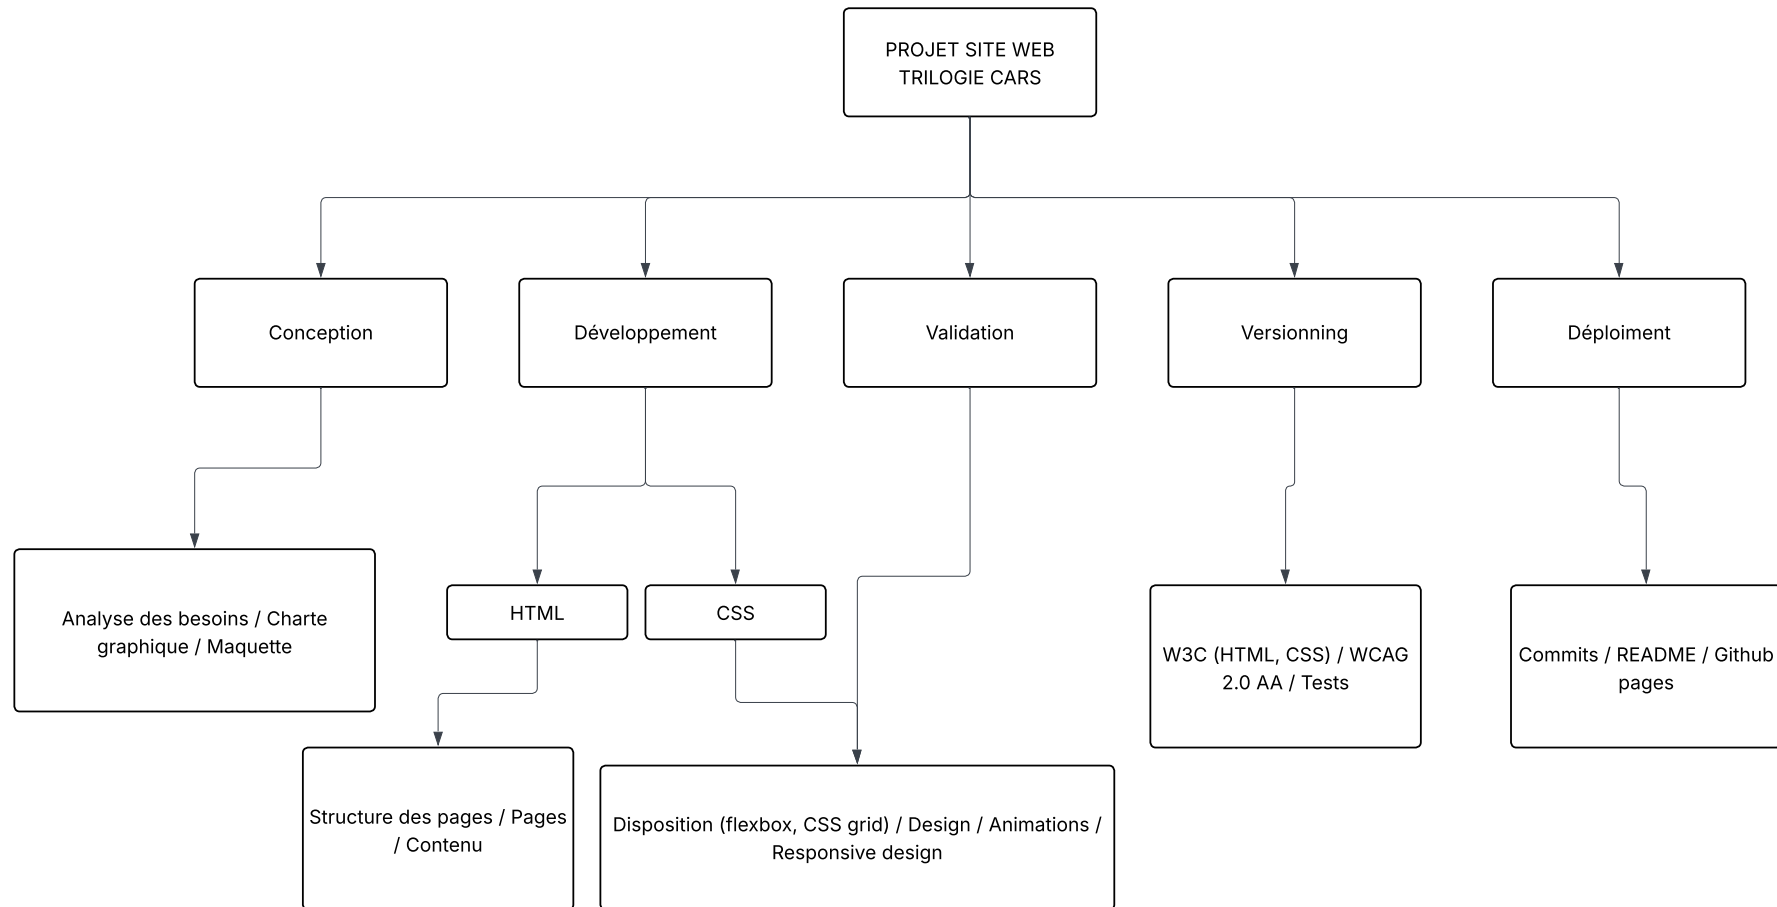 PROJET SITE WEB
TRILOGIE CARS
Conception
Développement
Validation
Versionning
Déploiment
Analyse des besoins / Charte
graphique / Maquette
HTML
CSS
W3C (HTML, CSS) / WCAG
2.0 AA / Tests
Commits / README / Github
pages
Structure des pages / Pages
/ Contenu
Disposition (flexbox, CSS grid) / Design / Animations /
Responsive design